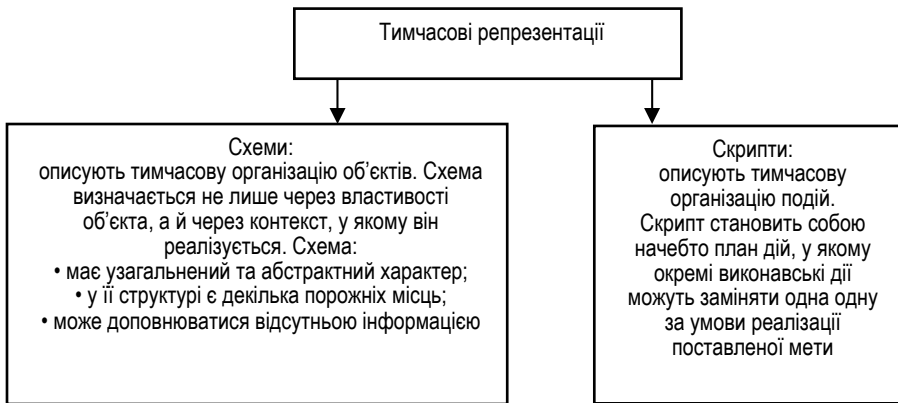 Тимчасові репрезентації
Схеми:
описують тимчасову організацію об’єктів. Схема
визначається не лише через властивості
об’єкта, а й через контекст, у якому він
реалізується. Схема:
• має узагальнений та абстрактний характер;
• у її структурі є декілька порожніх місць;
• може доповнюватися відсутньою інформацією
Скрипти:
описують тимчасову
організацію подій.
Скрипт становить собою
начебто план дій, у якому
окремі виконавські дії
можуть заміняти одна одну
за умови реалізації
поставленої мети